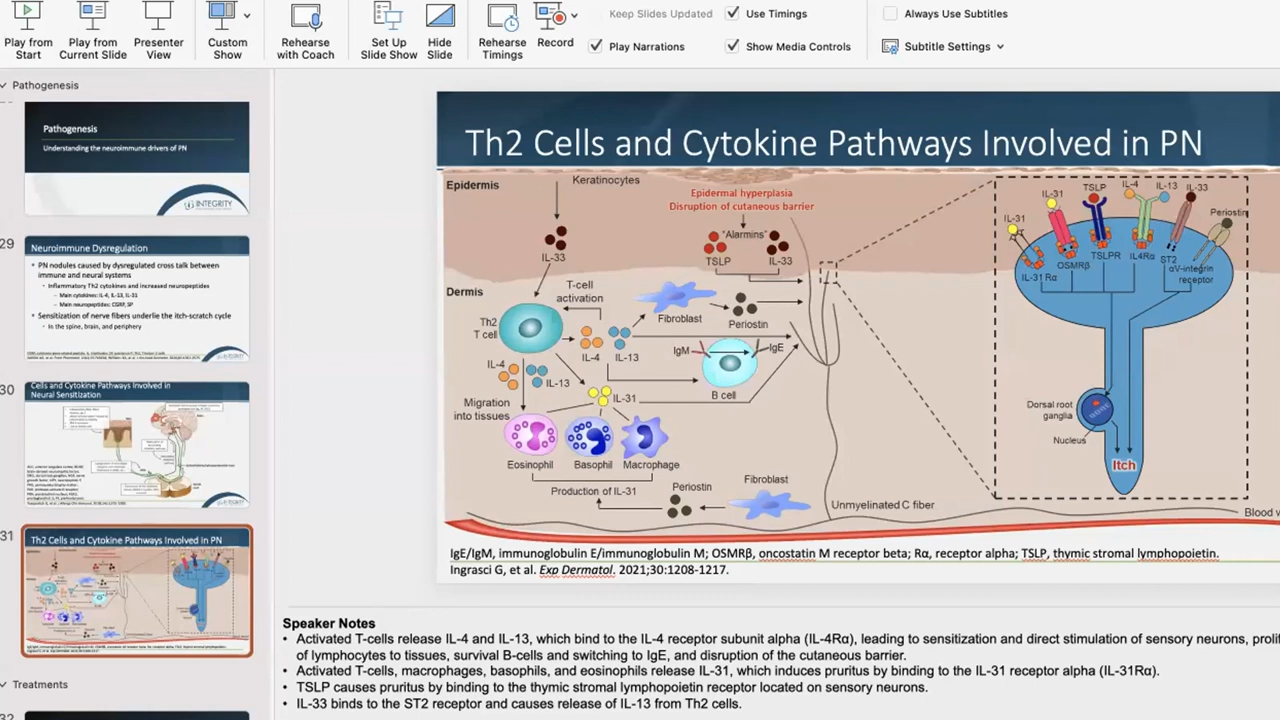 Play from
Start
Play from
Current Slide
Presenter
View
Custom
Show
Rehearse
with Coach
Set Up
Slide Show
Hide
Slide
Rehearse
Timings
Record
Keep Slides Updated
Use Timings
Play Narrations
Show Media Controls
Always Use Subtitles
Subtitle Settings
Pathogenesis
Pathogenesis
Understanding the neuroimmune drivers of PN
INTEGRITY
29
Neuroimmune Dysregulation
• PN nodules caused by dysregulated cross talk between
immune and neural systems
• Inflammatory Th2 cytokines and increased neuropeptides
– Main cytokines: IL-4, IL-13, IL-31
– Main neuropeptides: CGRP, SP
• Sensitization of nerve fibers underlie the itch-scratch cycle
• In the spine, brain, and periphery
30
Cells and Cytokine Pathways Involved in
Neural Sensitization
31
Th2 Cells and Cytokine Pathways Involved in PN
Treatments
32
Th2 Cells and Cytokine Pathways Involved in PN
Epidermis
Keratinocytes
Epidermal hyperplasia
Disruption of cutaneous barrier
IL-33
"Alarmins"
TSLP
IL-33
Dermis
T-cell
activation
Th2
T cell
Fibroblast
Periostin
IL-4
IL-13
IgM
IgE
B cell
IL-4
IL-13
IL-31
Migration
into tissues
Eosinophil
Basophil
Macrophage
Production of IL-31
Periostin
Fibroblast
Unmyelinated C fiber
Blood v
IL-31
IL-31
TSLP
IL-4
IL-13
IL-33
Periostin
IL-31 Rα
OSMRβ
TSLPR
IL4Rα
ST2
αV-integrin
receptor
Dorsal root
ganglia
Nucleus
Itch
IgE/IgM, immunoglobulin E/immunoglobulin M; OSMRβ, oncostatin M receptor beta; Rα, receptor alpha; TSLP, thymic stromal lymphopoietin.
Ingrasci G, et al. Exp Dermatol. 2021;30:1208-1217.
Speaker Notes
• Activated T-cells release IL-4 and IL-13, which bind to the IL-4 receptor subunit alpha (IL-4Rα), leading to sensitization and direct stimulation of sensory neurons, prolif
of lymphocytes to tissues, survival B-cells and switching to IgE, and disruption of the cutaneous barrier.
• Activated T-cells, macrophages, basophils, and eosinophils release IL-31, which induces pruritus by binding to the IL-31 receptor alpha (IL-31Rα).
• TSLP causes pruritus by binding to the thymic stromal lymphopoietin receptor located on sensory neurons.
• IL-33 binds to the ST2 receptor and causes release of IL-13 from Th2 cells.